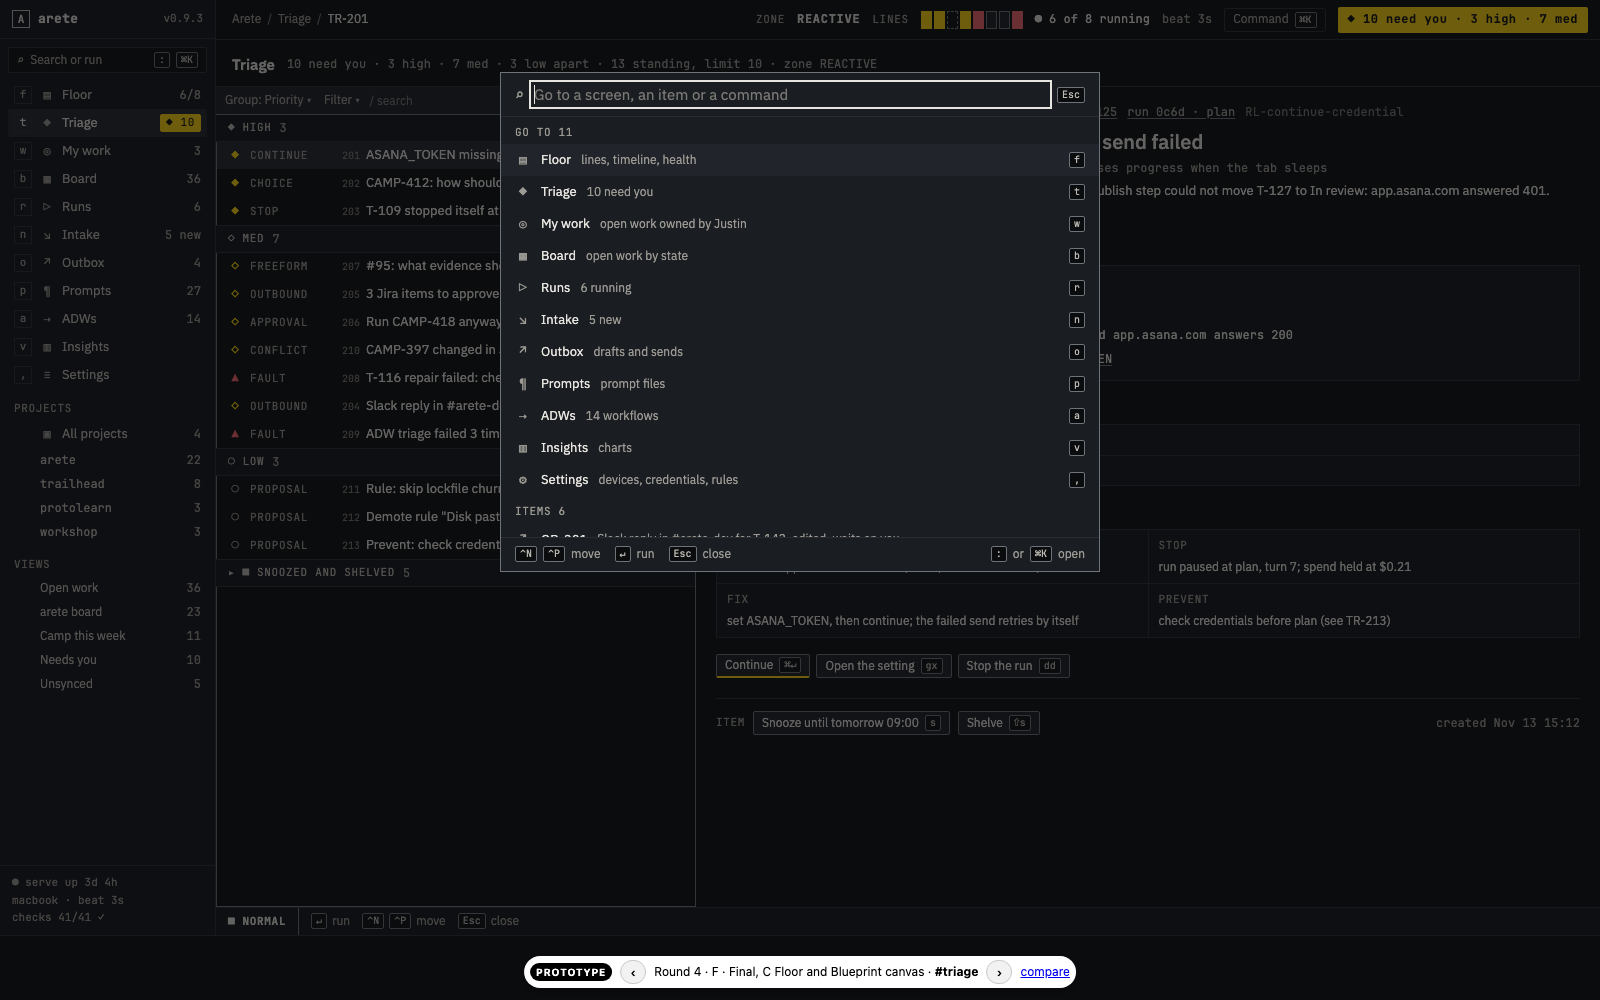 A arete v0.9.3
Arete / Triage / TR-201
ZONE REACTIVE LINES 6 of 8 running beat 3s Command ⌘K ◆ 10 need you · 3 high · 7 med
Search or run : ⌘K
Triage 10 need you · 3 high · 7 med · 3 low apart · 13 standing, limit 10 · zone REACTIVE
f Floor 6/8
t Triage ◆ 10
w My work 3
b Board 36
r Runs 6
n Intake 5 new
o Outbox 4
p Prompts 27
a ADWs 14
v Insights
, Settings
PROJECTS
All projects 4
arete 22
trailhead 8
protolearn 3
workshop 3
VIEWS
Open work 36
arete board 23
Camp this week 11
Needs you 10
Unsynced 5
serve up 3d 4h
macbook · beat 3s
checks 41/41 ✓
Group: Priority ▾ Filter ▾ / search
◆ HIGH 3
CONTINUE 201 ASANA_TOKEN missing
CHOICE 202 CAMP-412: how should
STOP 203 T-109 stopped itself at
◇ MED 7
FREEFORM 207 #95: what evidence
OUTBOUND 205 3 Jira items to approve
APPROVAL 206 Run CAMP-418 anyway
CONFLICT 210 CAMP-397 changed in
FAULT 208 T-116 repair failed:
OUTBOUND 204 Slack reply in
FAULT 209 ADW triage failed 3
○ LOW 3
PROPOSAL 211 Rule: skip lockfile
PROPOSAL 212 Demote rule "Disk past
PROPOSAL 213 Prevent: check
▸ ■ SNOOZED AND SHELVED 5
Go to a screen, an item or a command Esc
GO TO 11
Floor lines, timeline, health f
Triage 10 need you t
My work open work owned by Justin w
Board open work by state b
Runs 6 running r
Intake 5 new n
Outbox drafts and sends o
Prompts prompt files p
ADWs 14 workflows a
Insights charts v
Settings devices, credentials, rules ,
ITEMS 6
^N ^P move ↵ run Esc close : or ⌘K open
run 0c6d · plan RL-continue-credential
send failed
progress when the tab sleeps
step could not move T-127 to In review: app.asana.com answered 401.
app.asana.com answers 200
STOP
run paused at plan, turn 7; spend held at $0.21
FIX
set ASANA_TOKEN, then continue; the failed send retries by itself
PREVENT
check credentials before plan (see TR-213)
Continue ⌘↵ Open the setting gx Stop the run dd
ITEM Snooze until tomorrow 09:00 s Shelve ⇧s created Nov 13 15:12
■ NORMAL ↵ run ^N ^P move Esc close
PROTOTYPE ‹ Round 4 · F · Final, C Floor and Blueprint canvas · #triage › compare